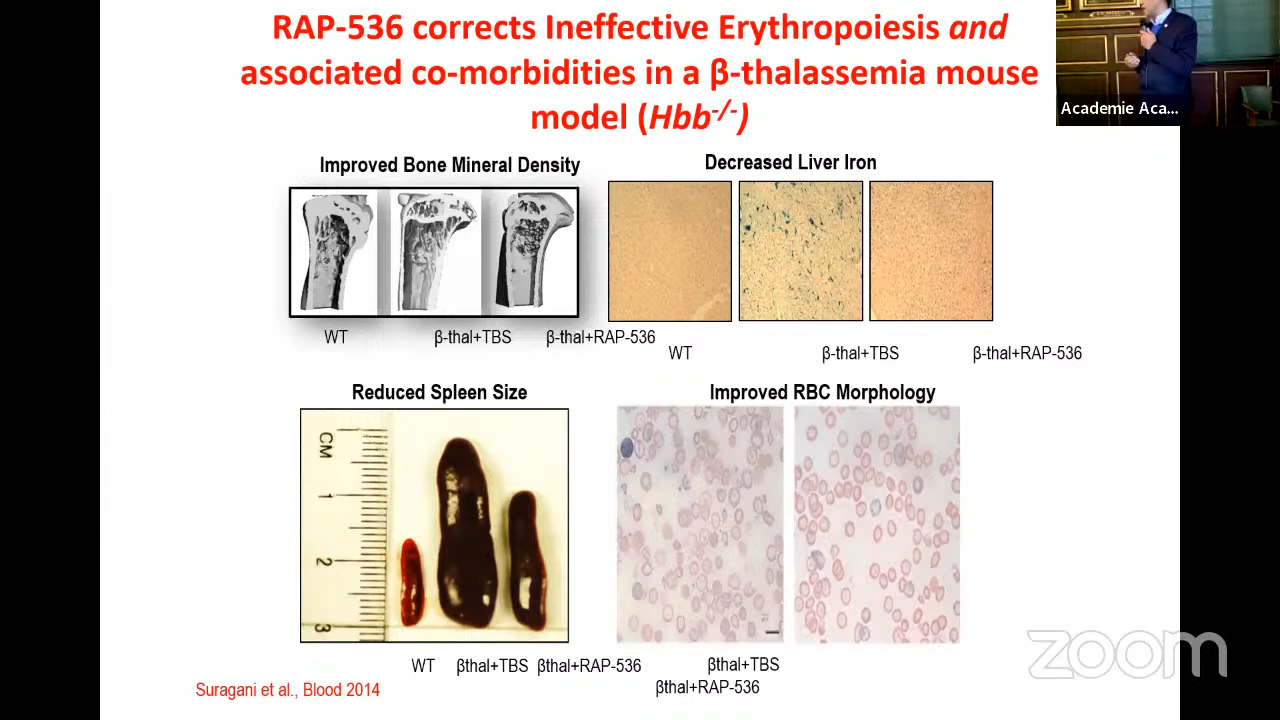 RAP-536 corrects Ineffective Erythropoiesis and
associated co-morbidities in a β-thalassemia mouse
model (Hbb-/-)
Academie Aca...
Improved Bone Mineral Density
Decreased Liver Iron
WT
β-thal+TBS
β-thal+RAP-536
WT
β-thal+TBS
β-thal+RAP-536
Reduced Spleen Size
Improved RBC Morphology
CM
1
2
3
WT
βthal+TBS
βthal+RAP-536
βthal+TBS
βthal+RAP-536
Suragani et al., Blood 2014
zoom